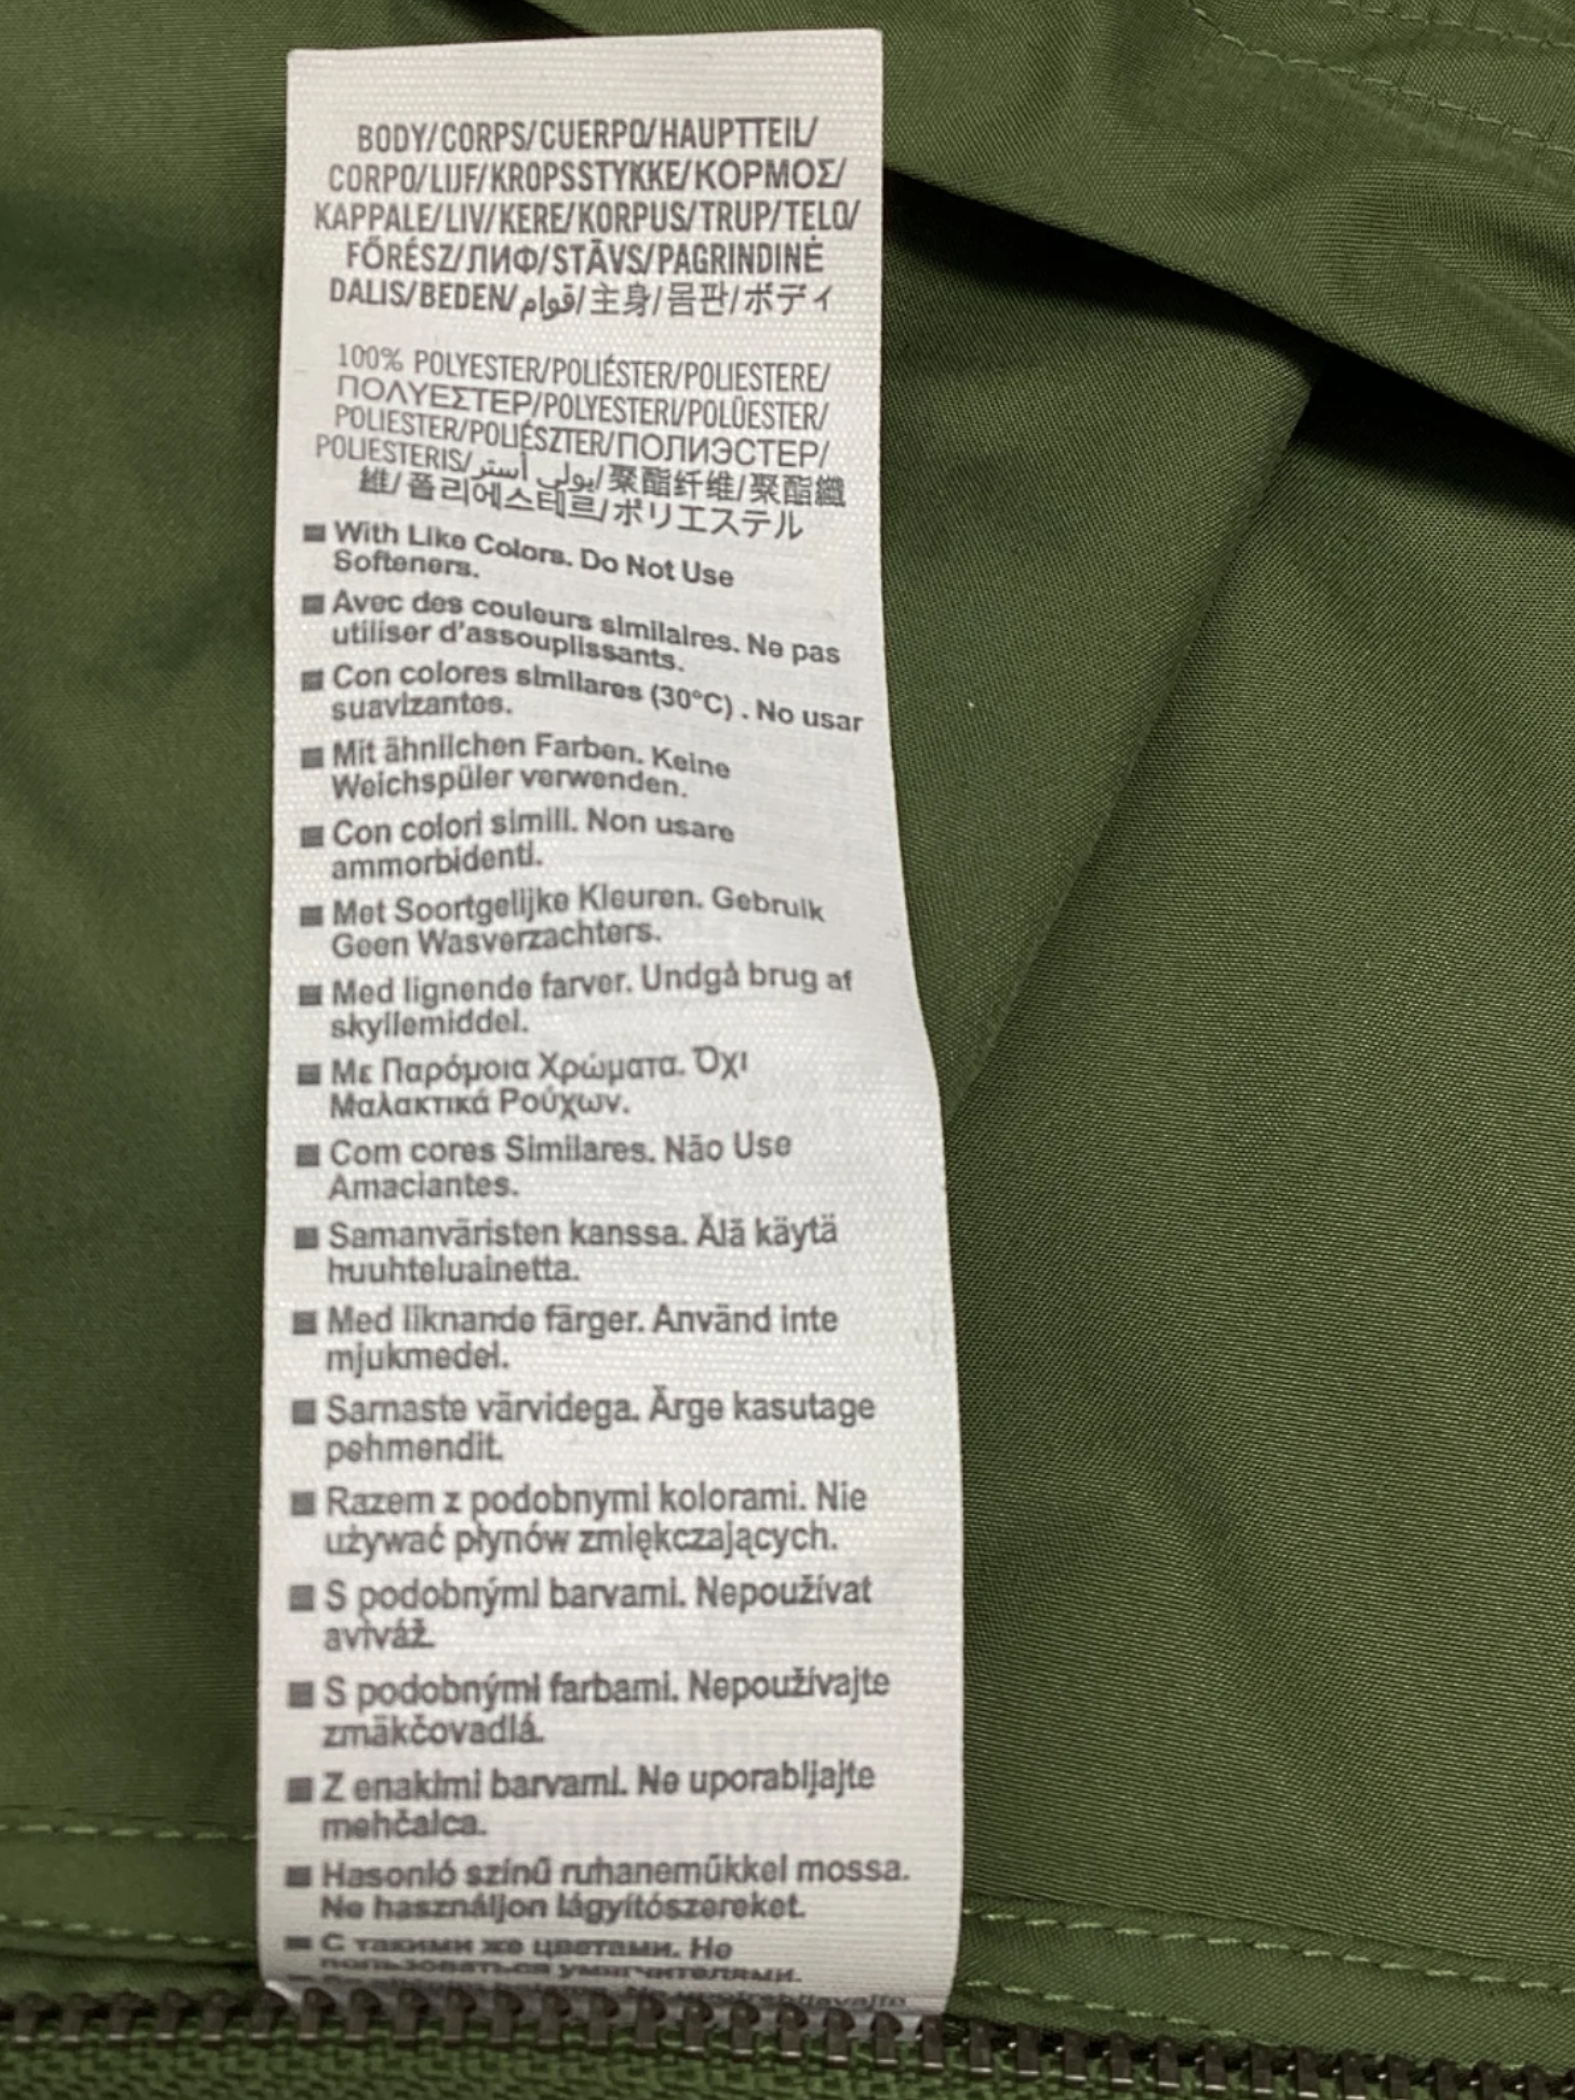 BODY/CORPS/CUERPO/HAUPTTEIL/
CORPO/LIJF/KROPSSTYKKE/ΚΟΡΜΟΣ/
KAPPALE/LIV/KERE/KORPUS/TRUP/TELO/
FŐRÉSZ/ЛИФ/STĀVS/PAGRINDINĖ
DALIS/BEDEN/قوام/主身/몸판/ボディ
100% POLYESTER/POLIÉSTER/POLIESTERE/
ΠΟΛΥΕΣΤΕΡ/POLYESTERI/POLÜESTER/
POLIESTER/POLIÉSZTER/ПОЛИЭСТЕР/
POLIESTERIS/بولي أستر/聚酯纤维/聚酯纖
維/폴리에스테르/ポリエステル
■ With Like Colors. Do Not Use
Softeners.
■ Avec des couleurs similaires. Ne pas
utiliser d'assouplissants.
■ Con colores similares (30°C) . No usar
suavizantes.
■ Mit ähnlichen Farben. Keine
Weichspüler verwenden.
■ Con colori simili. Non usare
ammorbidenti.
■ Met Soortgelijke Kleuren. Gebruik
Geen Wasverzachters.
■ Med lignende farver. Undgå brug af
skyllemiddel.
■ Με Παρόμοια Χρώματα. Όχι
Μαλακτικά Ρούχων.
■ Com cores Similares. Não Use
Amaciantes.
■ Samanväristen kanssa. Älä käytä
huuhteluainetta.
■ Med liknande färger. Använd inte
mjukmedel.
■ Samaste värvidega. Ärge kasutage
pehmendit.
■ Razem z podobnymi kolorami. Nie
używać płynów zmiękczających.
■ S podobnými barvami. Nepoužívat
aviváž.
■ S podobnými farbami. Nepoužívajte
zmäkčovadlá.
■ Z enakimi barvami. Ne uporabljajte
mehčalca.
■ Hasonló színű ruhaneműkkel mossa.
Ne használjon lágyítószereket.
■ С такими же цветами. Не
пользоваться умягчителями.